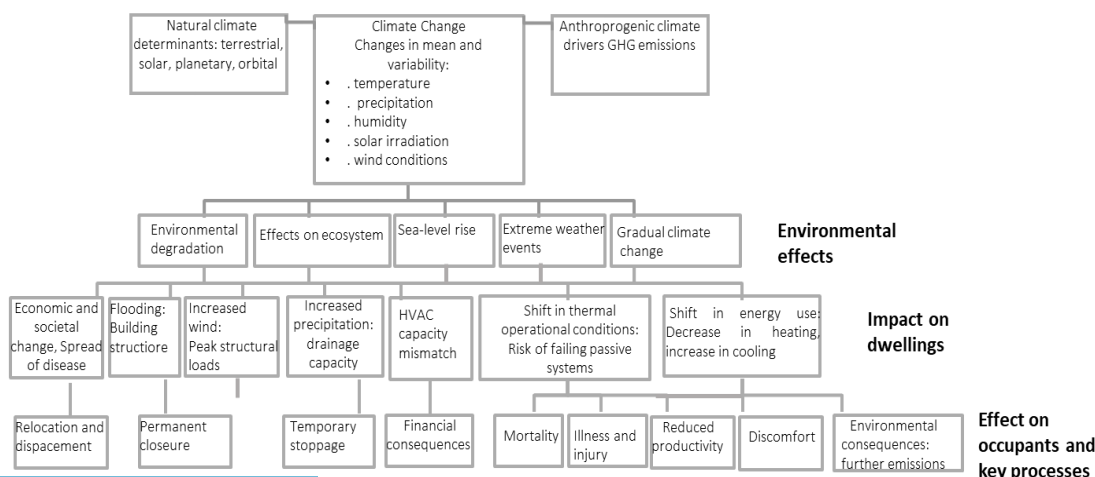 Natural climate
determinants: terrestrial,
solar, planetary, orbital
Climate Change
Changes in mean and
variability:
• . temperature
• . precipitation
• . humidity
• . solar irradiation
• . wind conditions
Anthroprogenic climate
drivers GHG emissions
Environmental
degradation
Effects on ecosystem
Sea-level rise
Extreme weather
events
Gradual climate
change
Environmental
effects
Economic and
societal
change, Spread
of disease
Flooding:
Building
structiore
Increased
wind:
Peak structural
loads
Increased
precipitation:
drainage
capacity
HVAC
capacity
mismatch
Shift in thermal
operational conditions:
Risk of failing passive
systems
Shift in energy use:
Decrease in heating,
increase in cooling
Impact on
dwellings
Relocation and
dispacement
Permanent
closeure
Temporary
stoppage
Financial
consequences
Mortality
Illness and
injury
Reduced
productivity
Discomfort
Environmental
consequences:
further emissions
Effect on
occupants and
key processes